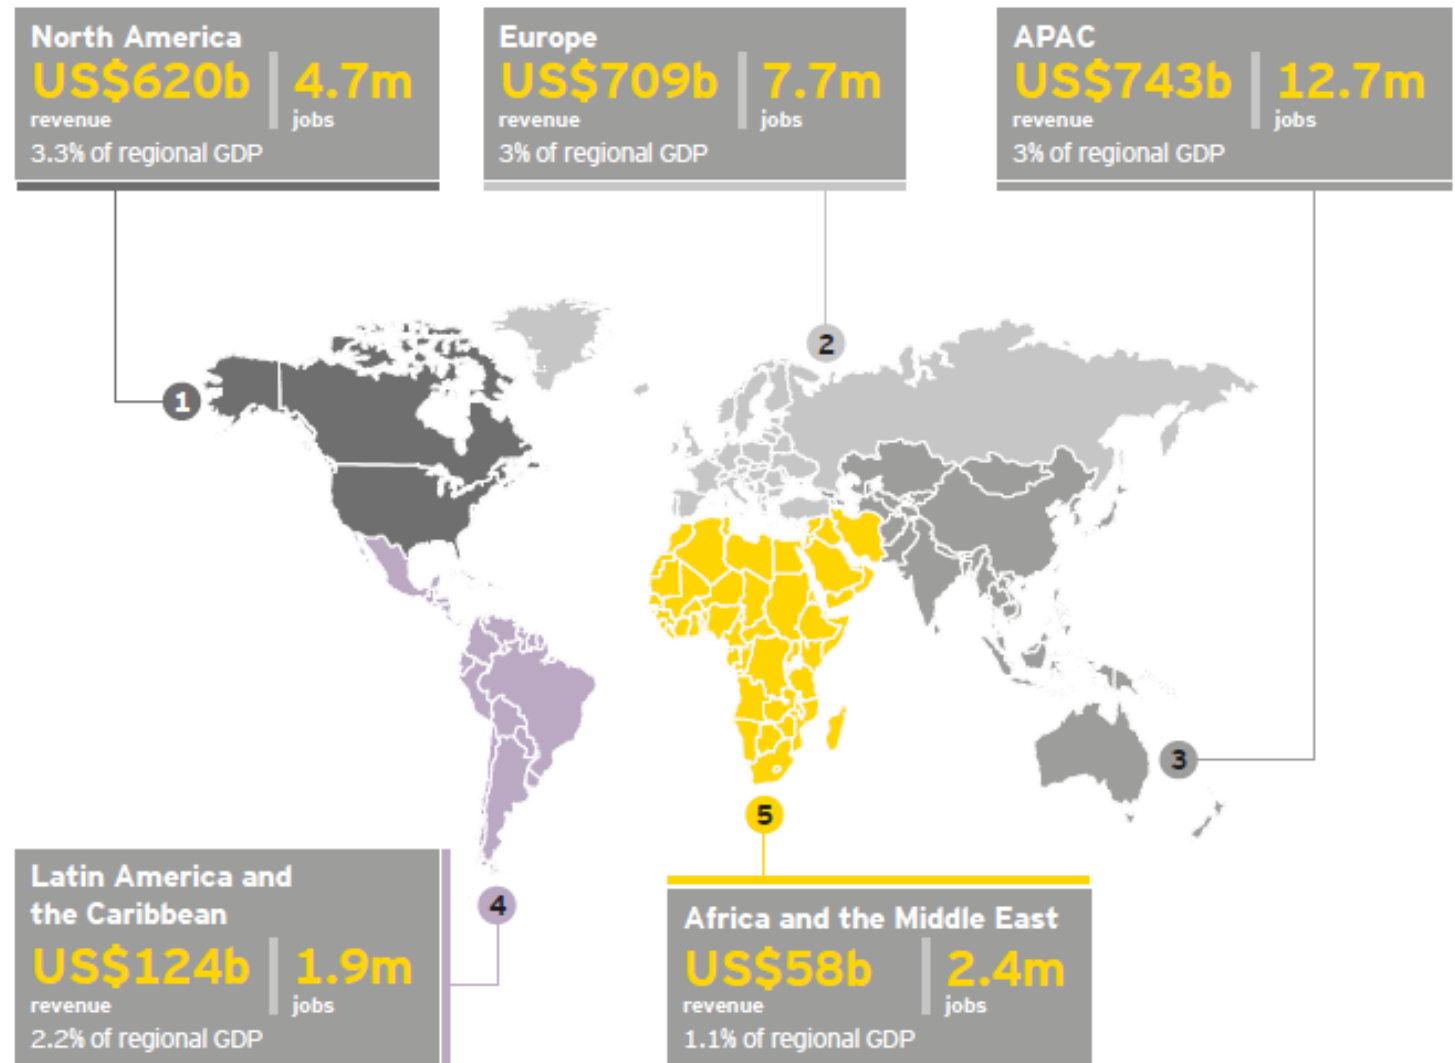 North America
US$620b
revenue
4.7m
jobs
3.3% of regional GDP
Europe
US$709b
revenue
7.7m
jobs
3% of regional GDP
APAC
US$743b
revenue
12.7m
jobs
3% of regional GDP
1
2
3
4
5
Latin America and
the Caribbean
US$124b
revenue
1.9m
jobs
2.2% of regional GDP
Africa and the Middle East
US$58b
revenue
2.4m
jobs
1.1% of regional GDP